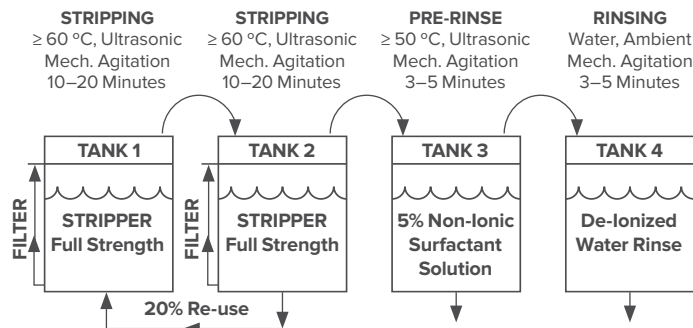 STRIPPING
≥ 60 ºC, Ultrasonic
Mech. Agitation
10–20 Minutes
STRIPPING
≥ 60 ºC, Ultrasonic
Mech. Agitation
10–20 Minutes
PRE-RINSE
≥ 50 ºC, Ultrasonic
Mech. Agitation
3–5 Minutes
RINSING
Water, Ambient
Mech. Agitation
3–5 Minutes
TANK 1
FILTER
STRIPPER
Full Strength
TANK 2
FILTER
STRIPPER
Full Strength
TANK 3
5% Non-Ionic
Surfactant
Solution
TANK 4
De-Ionized
Water Rinse
20% Re-use